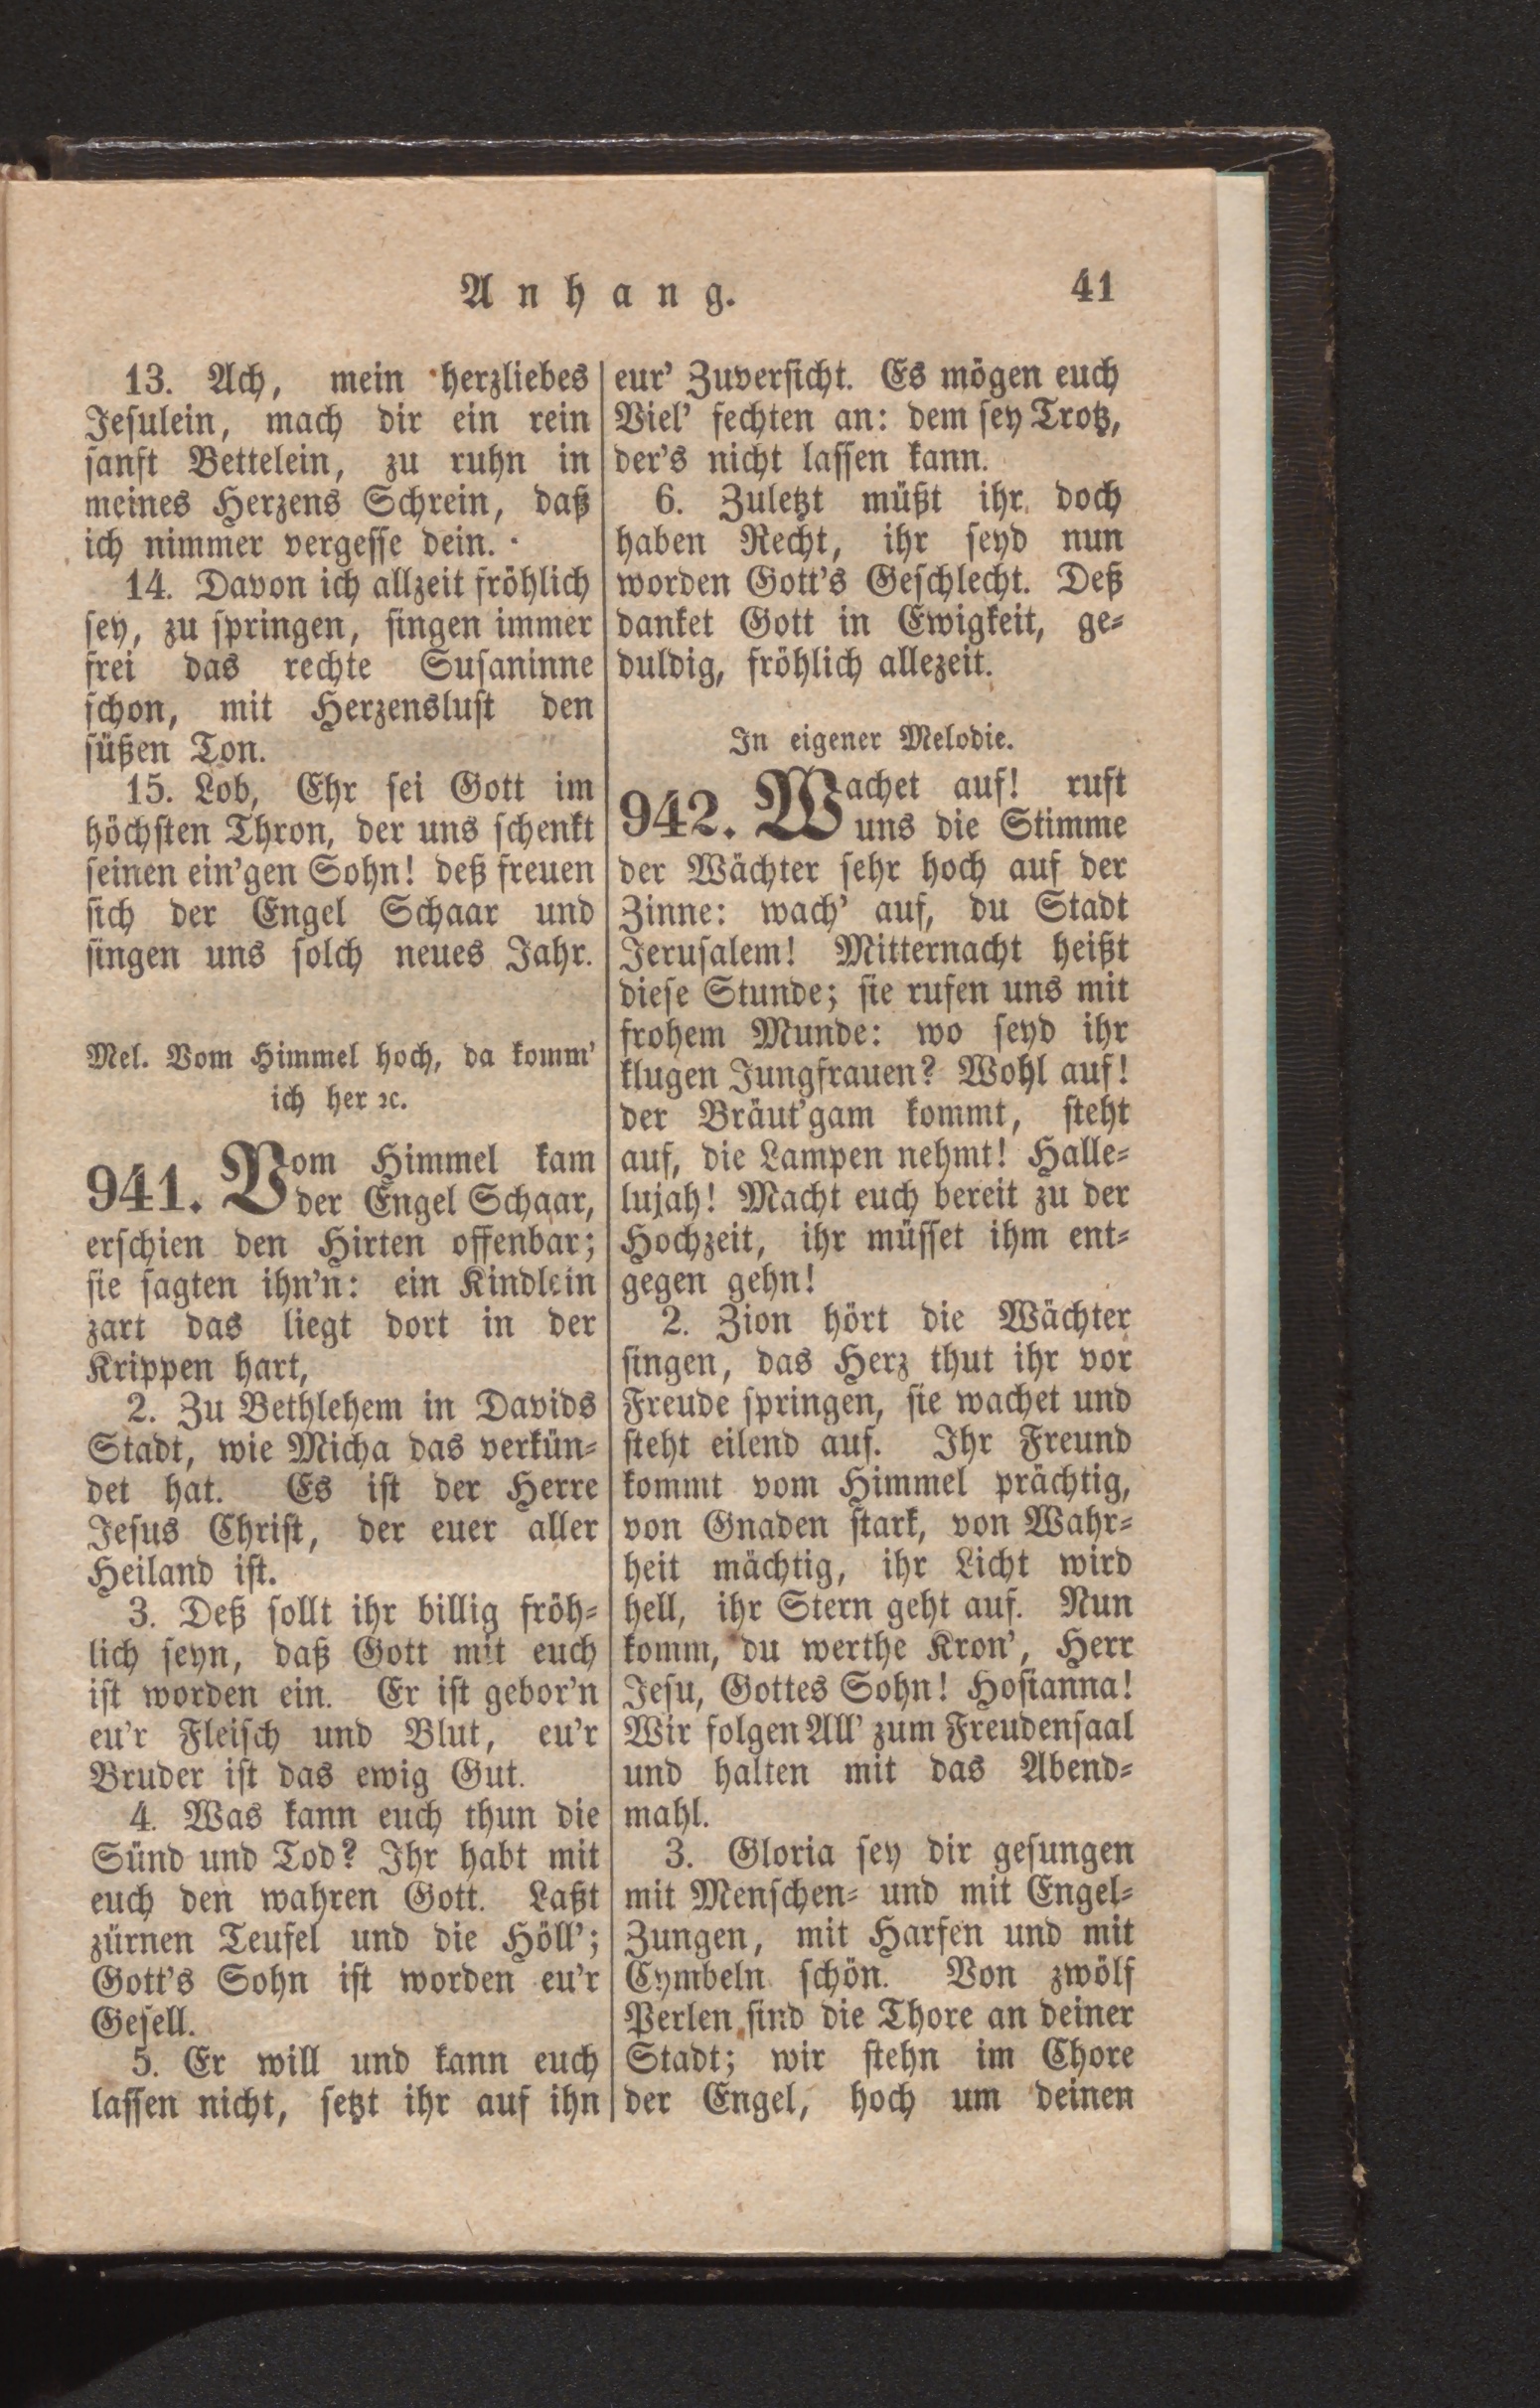 Anhang. 41
13. Ach, mein herzliebes
Jesulein, mach dir ein rein
sanft Bettelein, zu ruhn in
meines Herzens Schrein, daß
ich nimmer vergesse dein.
14. Davon ich allzeit fröhlich
sey, zu springen, singen immer
frei das rechte Susaninne
schon, mit Herzenslust den
süßen Ton.
15. Lob, Ehr sei Gott im
höchsten Thron, der uns schenkt
seinen ein'gen Sohn! deß freuen
sich der Engel Schaar und
singen uns solch neues Jahr.
Mel. Vom Himmel hoch, da komm'
ich her ꝛc.
941. Vom Himmel kam
der Engel Schaar,
erschien den Hirten offenbar;
sie sagten ihn'n: ein Kindlein
zart das liegt dort in der
Krippen hart,
2. Zu Bethlehem in Davids
Stadt, wie Micha das verkün-
det hat. Es ist der Herre
Jesus Christ, der euer aller
Heiland ist.
3. Deß sollt ihr billig fröh-
lich seyn, daß Gott mit euch
ist worden ein. Er ist gebor'n
eu'r Fleisch und Blut, eu'r
Bruder ist das ewig Gut.
4. Was kann euch thun die
Sünd und Tod? Ihr habt mit
euch den wahren Gott. Laßt
zürnen Teufel und die Höll';
Gott's Sohn ist worden eu'r
Gesell.
5. Er will und kann euch
lassen nicht, setzt ihr auf ihn
eur' Zuversicht. Es mögen euch
Viel' fechten an: dem sey Trotz,
der's nicht lassen kann.
6. Zuletzt müßt ihr doch
haben Recht, ihr seyd nun
worden Gott's Geschlecht. Deß
danket Gott in Ewigkeit, ge-
duldig, fröhlich allezeit.
In eigener Melodie.
942. Wachet auf! ruft
uns die Stimme
der Wächter sehr hoch auf der
Zinne: wach' auf, du Stadt
Jerusalem! Mitternacht heißt
diese Stunde; sie rufen uns mit
frohem Munde: wo seyd ihr
klugen Jungfrauen? Wohl auf!
der Bräut'gam kommt, steht
auf, die Lampen nehmt! Halle-
lujah! Macht euch bereit zu der
Hochzeit, ihr müsset ihm ent-
gegen gehn!
2. Zion hört die Wächter
singen, das Herz thut ihr vor
Freude springen, sie wachet und
steht eilend auf. Ihr Freund
kommt vom Himmel prächtig,
von Gnaden stark, von Wahr-
heit mächtig, ihr Licht wird
hell, ihr Stern geht auf. Nun
komm, du werthe Kron', Herr
Jesu, Gottes Sohn! Hosianna!
Wir folgen All' zum Freudensaal
und halten mit das Abend-
mahl.
3. Gloria sey dir gesungen
mit Menschen- und mit Engel-
Zungen, mit Harfen und mit
Cymbeln schön. Von zwölf
Perlen sind die Thore an deiner
Stadt; wir stehn im Chore
der Engel, hoch um deinen